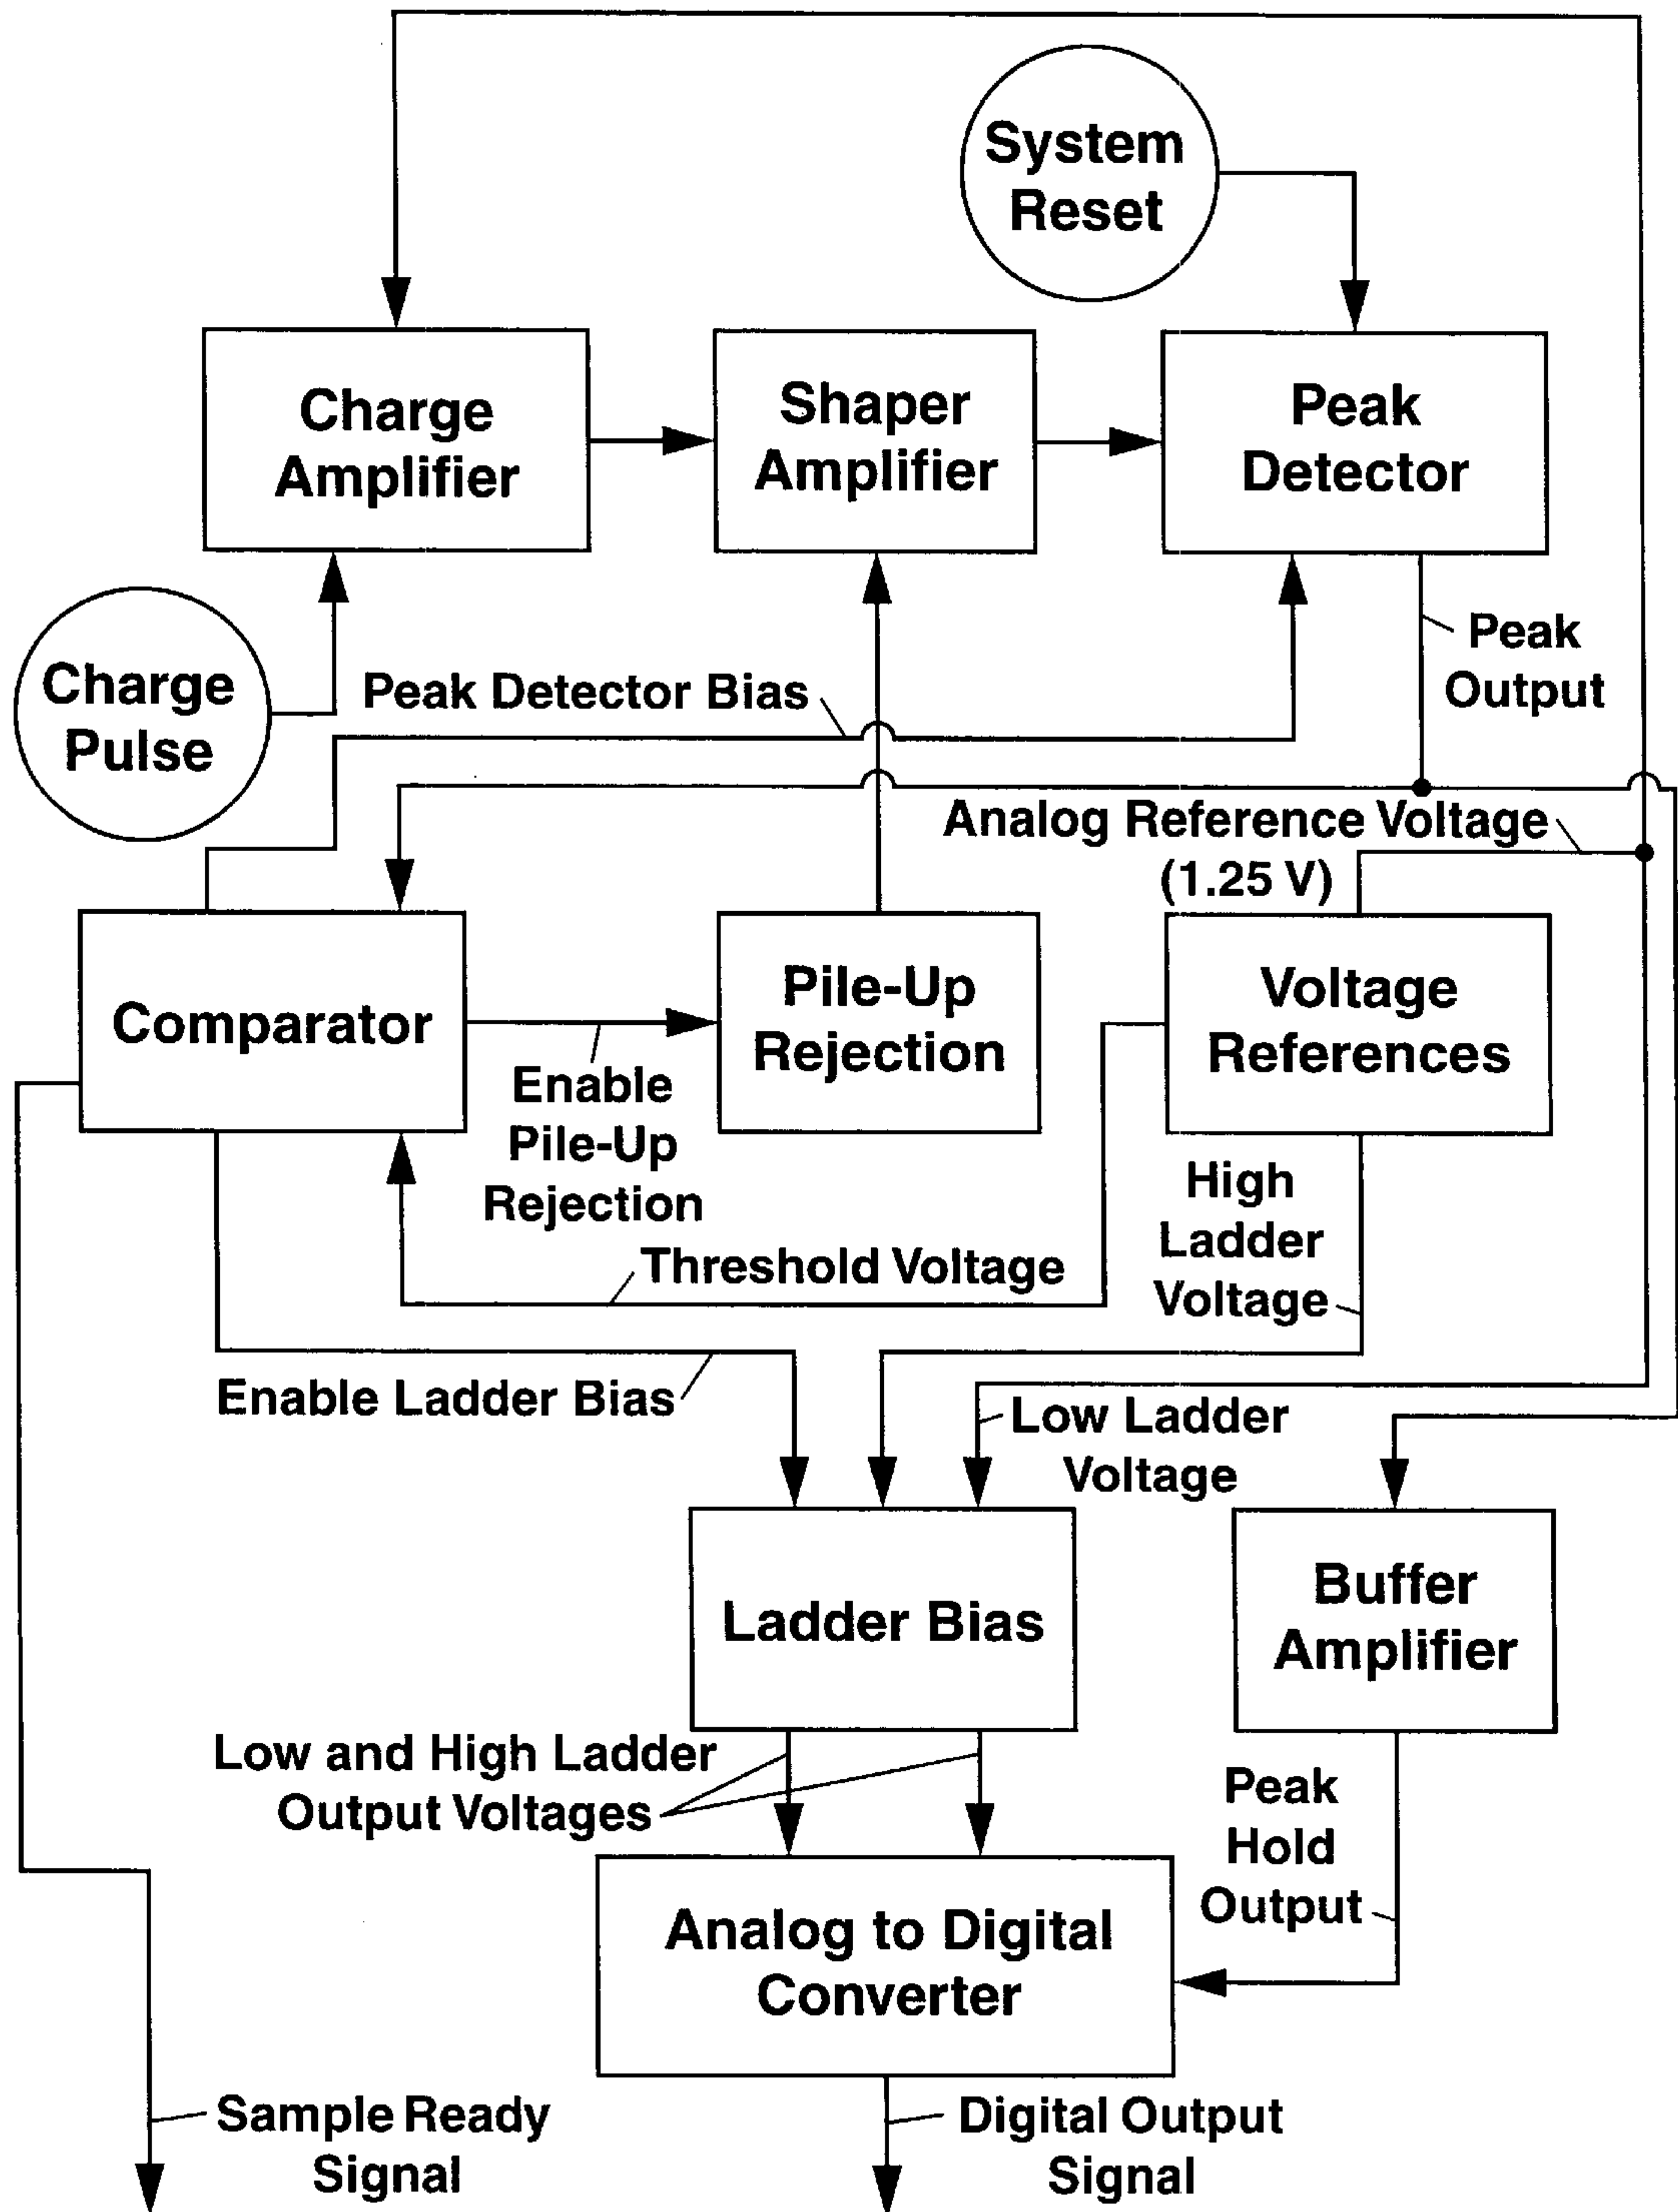 System
Reset
Charge
Amplifier
Shaper
Amplifier
Peak
Detector
Charge
Pulse
Peak Detector Bias
Peak
Output
Analog Reference Voltage
(1.25 V)
Comparator
Pile-Up
Rejection
Voltage
References
Enable
Pile-Up
Rejection
High
Ladder
Voltage
Threshold Voltage
Enable Ladder Bias
Low Ladder
Voltage
Ladder Bias
Buffer
Amplifier
Low and High Ladder
Output Voltages
Peak
Hold
Output
Analog to Digital
Converter
Sample Ready
Signal
Digital Output
Signal